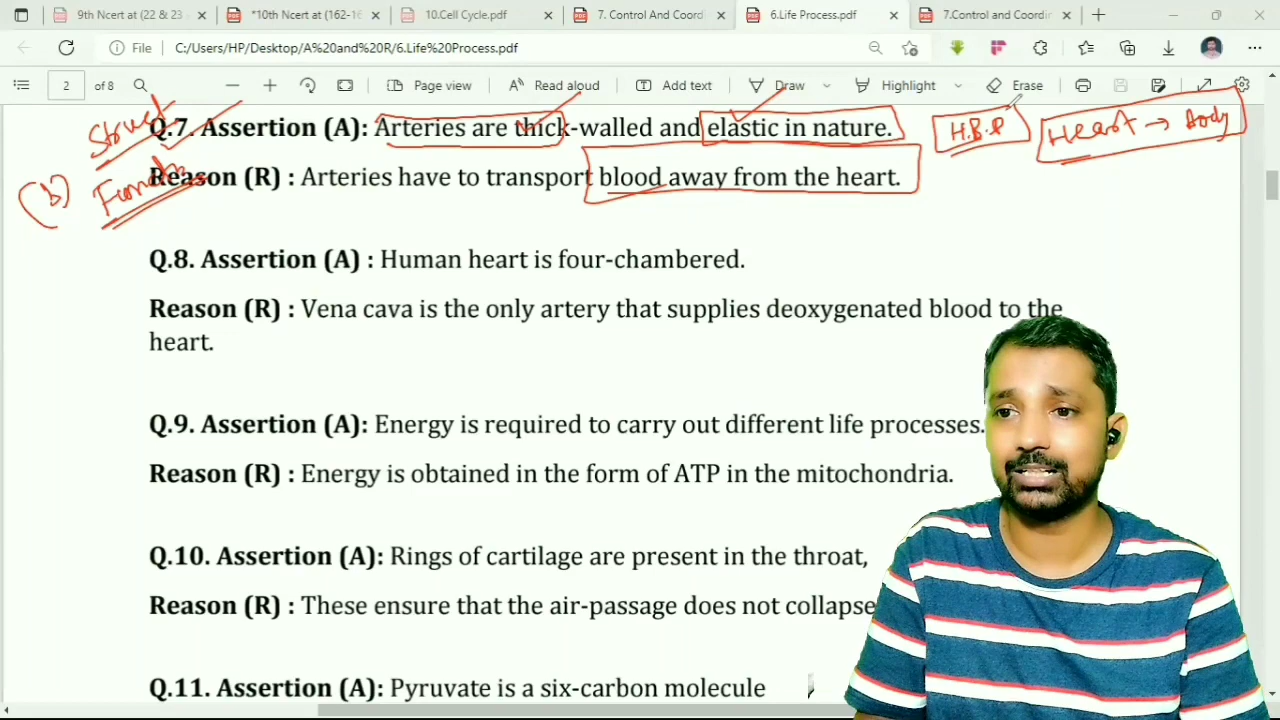 9th Ncert at (22 & 23
*10th Ncert at (162-16
10.Cell Cycle.pdf
7. Control And Coordi
6.Life Process.pdf
7.Control and Coordin
File
C:/Users/HP/Desktop/A%20and%20R/6.Life%20Process.pdf
2 of 8
Page view
Read aloud
Add text
Draw
Highlight
Erase
Struct
Q.7. Assertion (A): Arteries are thick-walled and elastic in nature.
H.B.P
Heart → Body
(b)
Reason (R) : Arteries have to transport blood away from the heart.
Q.8. Assertion (A) : Human heart is four-chambered.
Reason (R) : Vena cava is the only artery that supplies deoxygenated blood to the
heart.
Q.9. Assertion (A): Energy is required to carry out different life processes.
Reason (R) : Energy is obtained in the form of ATP in the mitochondria.
Q.10. Assertion (A): Rings of cartilage are present in the throat,
Reason (R) : These ensure that the air-passage does not collapse
Q.11. Assertion (A): Pyruvate is a six-carbon molecule